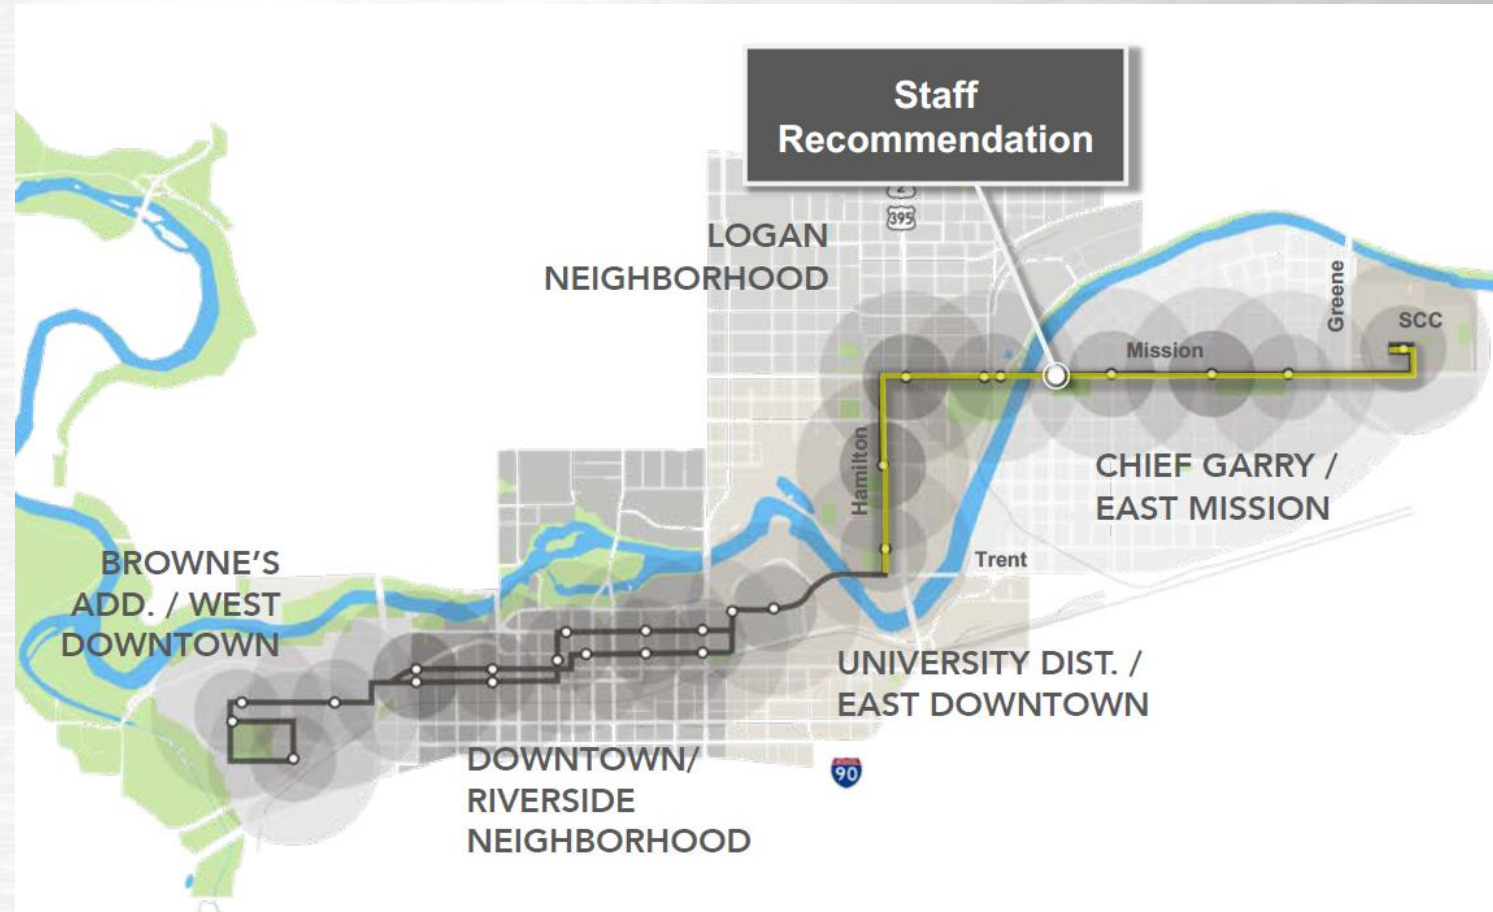 Staff
Recommendation
2
395
LOGAN
NEIGHBORHOOD
Greene
SCC
Mission
Hamilton
CHIEF GARRY /
EAST MISSION
Trent
BROWNE'S
ADD. / WEST
DOWNTOWN
UNIVERSITY DIST. /
EAST DOWNTOWN
DOWNTOWN/
RIVERSIDE
NEIGHBORHOOD
90